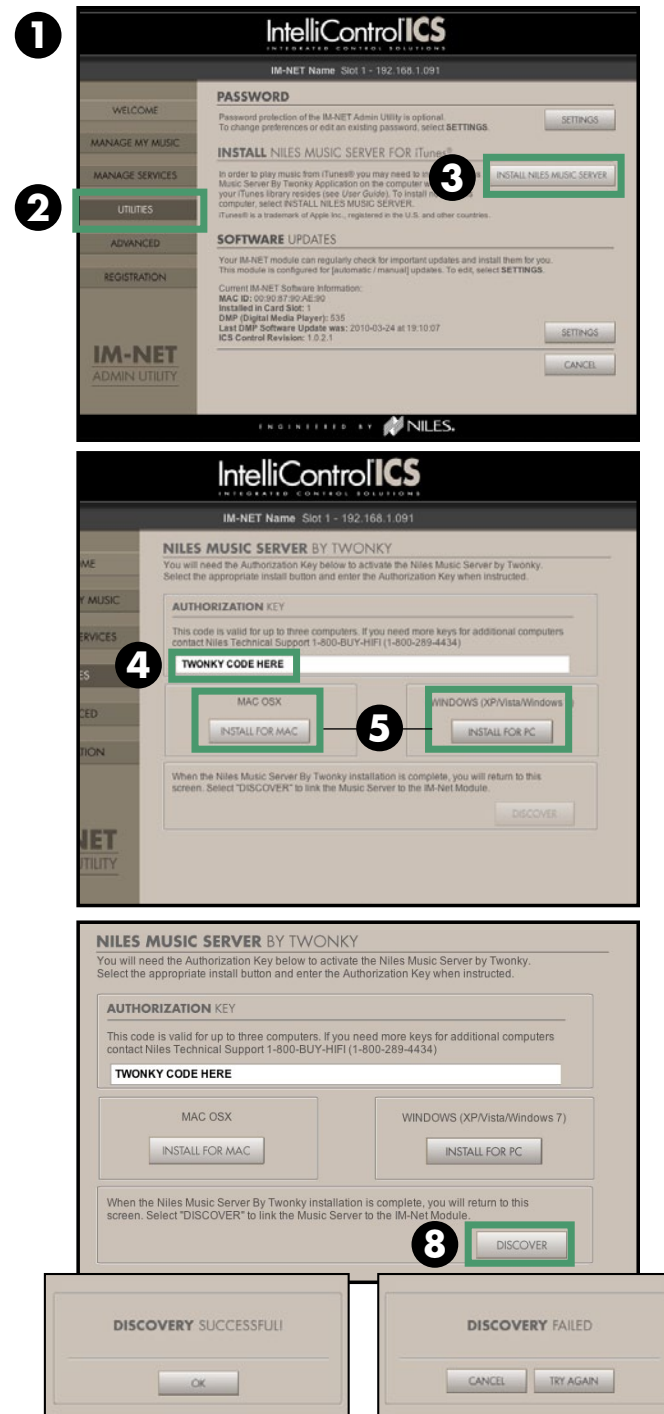 1
IntelliControl ICS
INTEGRATED CONTROL SOLUTIONS
IM-NET Name Slot 1 - 192.168.1.091
WELCOME
MANAGE MY MUSIC
MANAGE SERVICES
2
UTILITIES
ADVANCED
REGISTRATION
IM-NET
ADMIN UTILITY
PASSWORD
Password protection of the IM-NET Admin Utility is optional.
To change preferences or edit an existing password, select SETTINGS.
SETTINGS
INSTALL NILES MUSIC SERVER FOR iTunes®
In order to play music from iTunes® you may need to in s
Music Server By Twonky Application on the computer w
your iTunes library resides (see User Guide). To install s
computer, select INSTALL NILES MUSIC SERVER.
iTunes® is a trademark of Apple Inc., registered in the U.S. and other countries.
3
INSTALL NILES MUSIC SERVER
SOFTWARE UPDATES
Your IM-NET module can regularly check for important updates and install them for you.
This module is configured for [automatic / manual] updates. To edit, select SETTINGS.
Current IM-NET Software Information:
MAC ID: 00:90:87:90:AE:90
Installed in Card Slot: 1
DMP (Digital Media Player): 535
Last DMP Software Update was: 2010-03-24 at 19:10:07
ICS Control Revision: 1.0.2.1
SETTINGS
CANCEL
ENGINEERED BY NILES.
IntelliControl ICS
INTEGRATED CONTROL SOLUTIONS
IM-NET Name Slot 1 - 192.168.1.091
ME
Y MUSIC
ERVICES
ES
CED
TION
NET
UTILITY
NILES MUSIC SERVER BY TWONKY
You will need the Authorization Key below to activate the Niles Music Server by Twonky.
Select the appropriate install button and enter the Authorization Key when instructed.
AUTHORIZATION KEY
This code is valid for up to three computers. If you need more keys for additional computers
contact Niles Technical Support 1-800-BUY-HIFI (1-800-289-4434)
4
TWONKY CODE HERE
MAC OSX
INSTALL FOR MAC
5
WINDOWS (XP/Vista/Windows )
INSTALL FOR PC
When the Niles Music Server By Twonky installation is complete, you will return to this
screen. Select "DISCOVER" to link the Music Server to the IM-Net Module.
DISCOVER
NILES MUSIC SERVER BY TWONKY
You will need the Authorization Key below to activate the Niles Music Server by Twonky.
Select the appropriate install button and enter the Authorization Key when instructed.
AUTHORIZATION KEY
This code is valid for up to three computers. If you need more keys for additional computers
contact Niles Technical Support 1-800-BUY-HIFI (1-800-289-4434)
TWONKY CODE HERE
MAC OSX
INSTALL FOR MAC
WINDOWS (XP/Vista/Windows 7)
INSTALL FOR PC
When the Niles Music Server By Twonky installation is complete, you will return to this
screen. Select "DISCOVER" to link the Music Server to the IM-Net Module.
8
DISCOVER
DISCOVERY SUCCESSFUL!
OK
DISCOVERY FAILED
CANCEL
TRY AGAIN